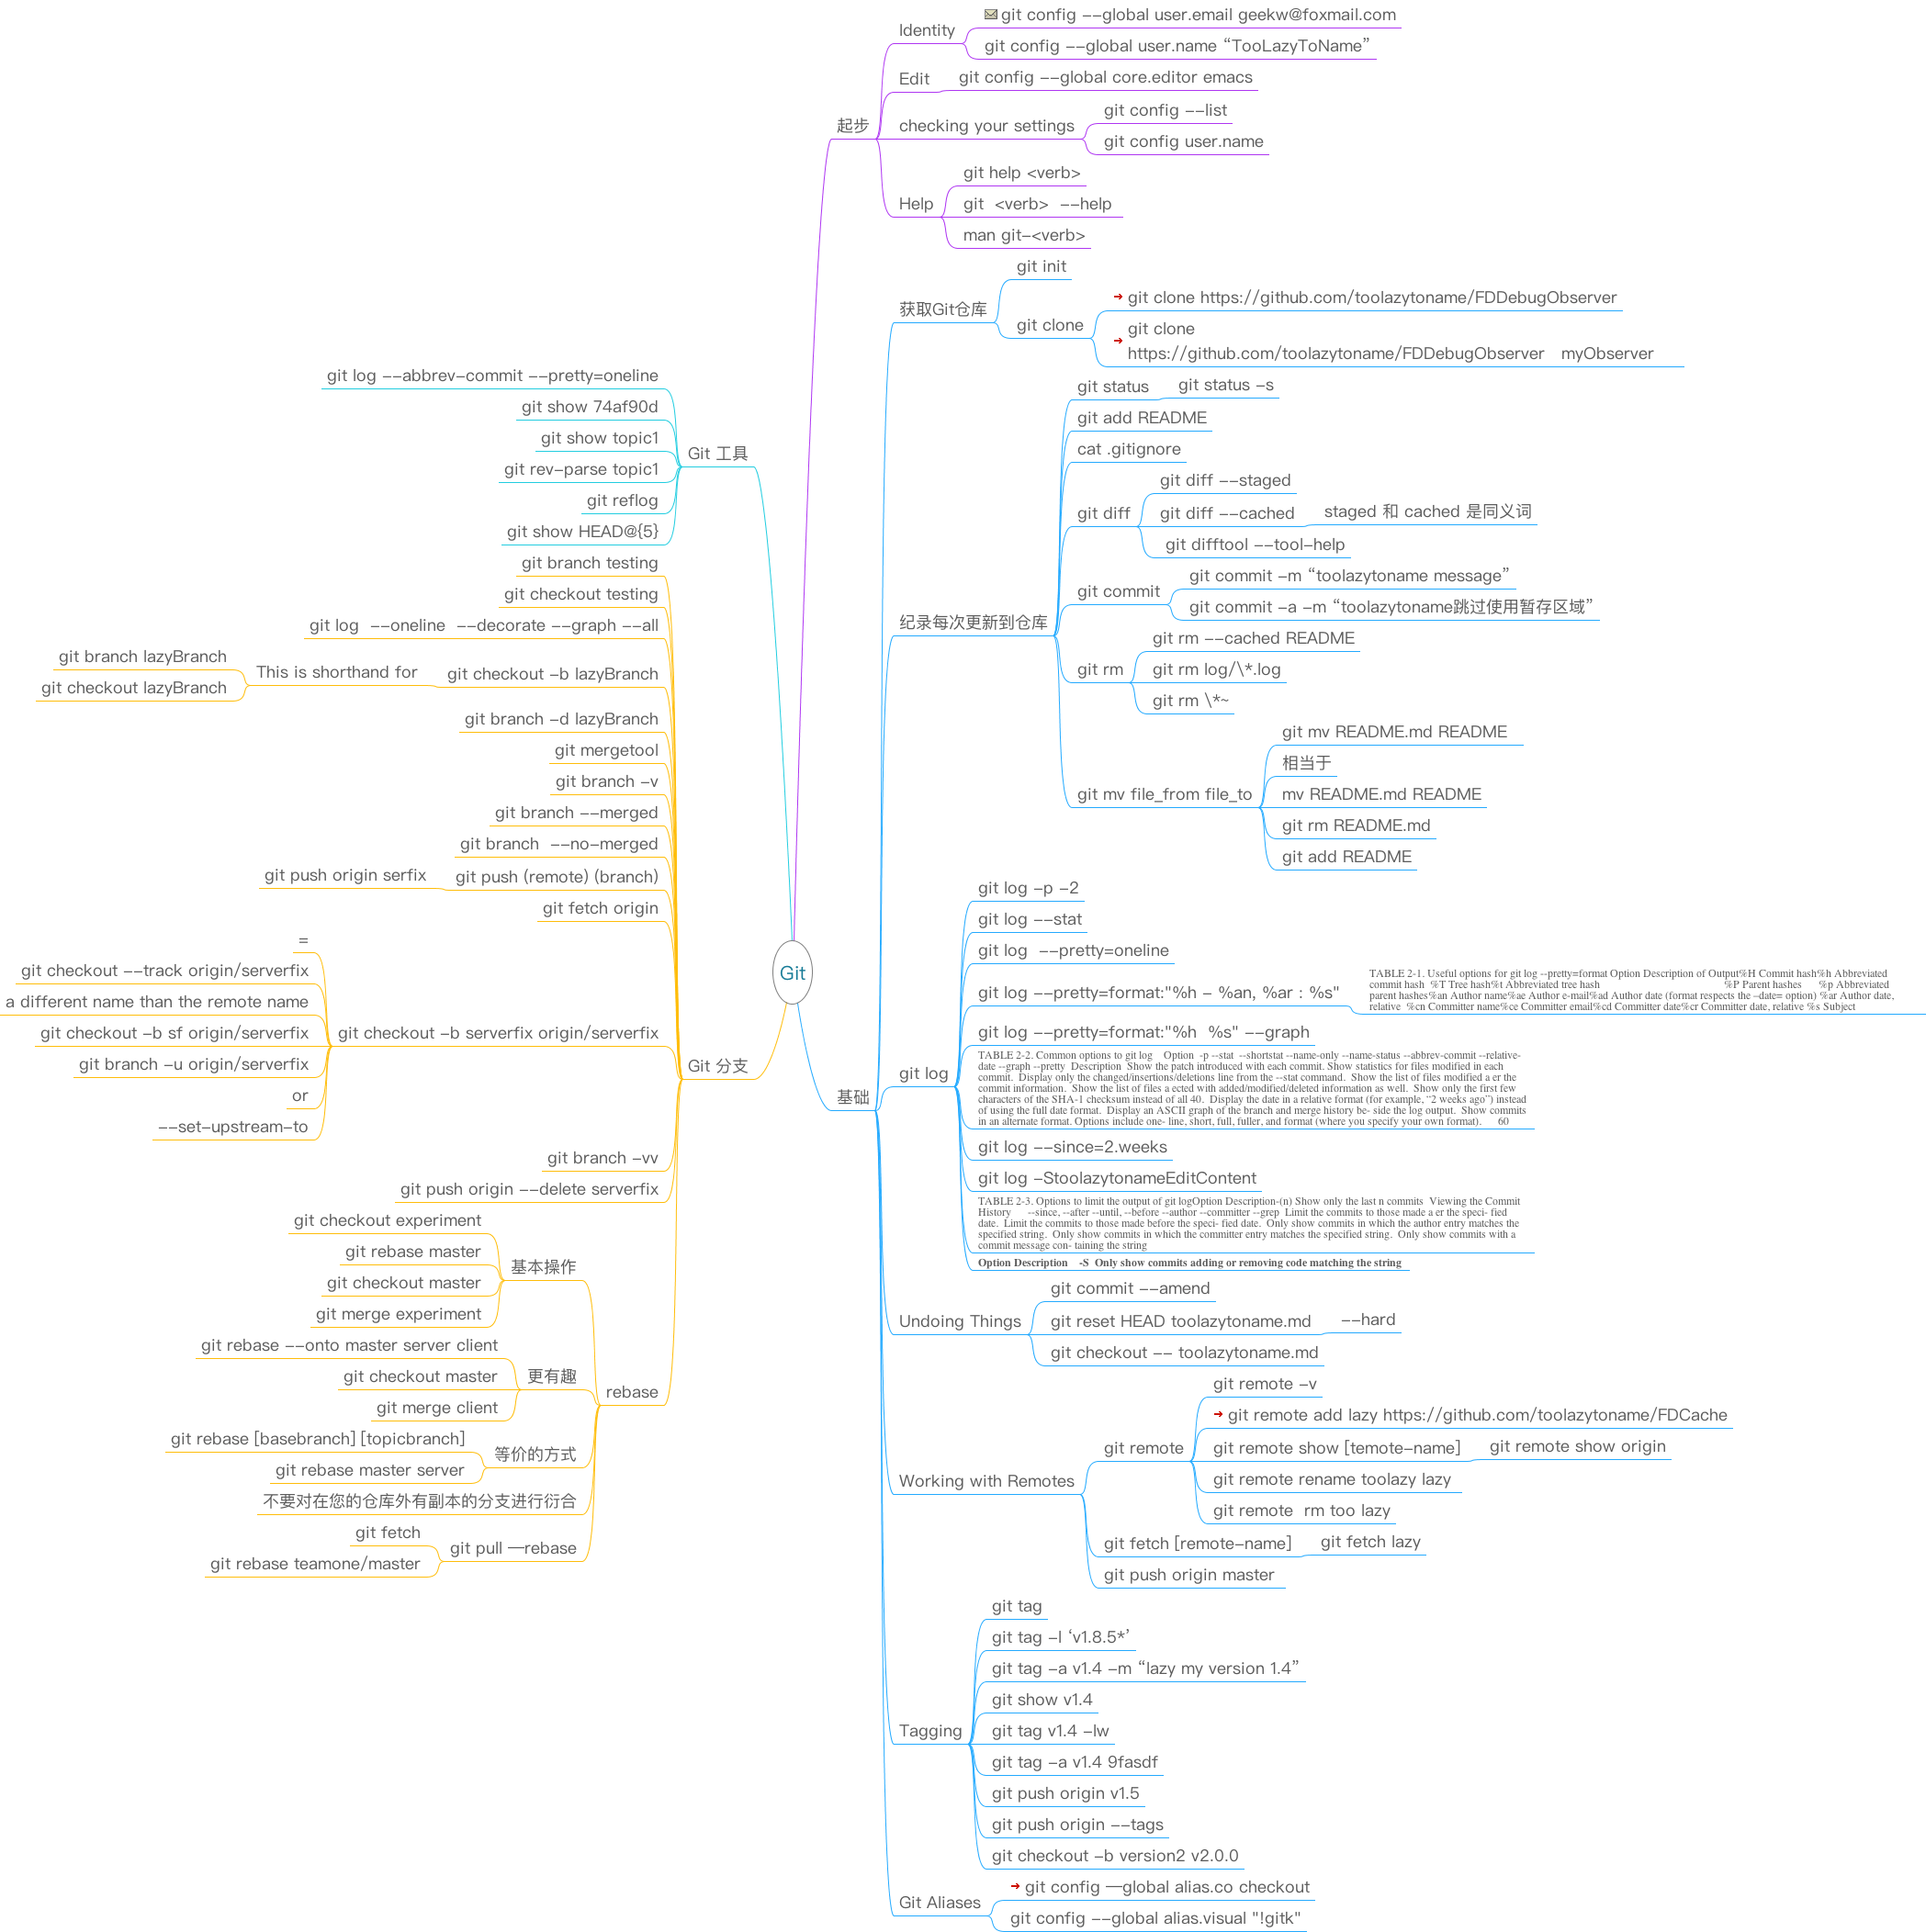 Git
起步
Identity
git config --global user.email geekw@foxmail.com
git config --global user.name “TooLazyToName”
Edit
git config --global core.editor emacs
checking your settings
git config --list
git config user.name
Help
git help <verb>
git  <verb>  --help
man git-<verb>
基础
获取Git仓库
git init
git clone
git clone https://github.com/toolazytoname/FDDebugObserver
git clone
https://github.com/toolazytoname/FDDebugObserver   myObserver
纪录每次更新到仓库
git status
git status -s
git add README
cat .gitignore
git diff
git diff --staged
git diff --cached
staged 和 cached 是同义词
git difftool --tool-help
git commit
git commit -m “toolazytoname message”
git commit -a -m “toolazytoname跳过使用暂存区域”
git rm
git rm --cached README
git rm log/\*.log
git rm \*~
git mv file_from file_to
git mv README.md README
相当于
mv README.md README
git rm README.md
git add README
git log
git log -p -2
git log --stat
git log  --pretty=oneline
git log --pretty=format:"%h - %an, %ar : %s"
TABLE 2-1. Useful options for git log --pretty=format Option Description of Output%H Commit hash%h Abbreviated
commit hash  %T Tree hash%t Abbreviated tree hash %P Parent hashes %p Abbreviated
parent hashes%an Author name%ae Author e-mail%ad Author date (format respects the –date= option) %ar Author date,
relative  %cn Committer name%ce Committer email%cd Committer date%cr Committer date, relative %s Subject
git log --pretty=format:"%h  %s" --graph
TABLE 2-2. Common options to git log    Option  -p --stat  --shortstat --name-only --name-status --abbrev-commit --relative-
date --graph --pretty  Description  Show the patch introduced with each commit. Show statistics for files modified in each
commit.  Display only the changed/insertions/deletions line from the --stat command.  Show the list of files modified a er the
commit information.  Show the list of files a ected with added/modified/deleted information as well.  Show only the first few
characters of the SHA-1 checksum instead of all 40.  Display the date in a relative format (for example, “2 weeks ago”) instead
of using the full date format.  Display an ASCII graph of the branch and merge history be- side the log output.  Show commits
in an alternate format. Options include one- line, short, full, fuller, and format (where you specify your own format).      60
git log --since=2.weeks
git log -StoolazytonameEditContent
TABLE 2-3. Options to limit the output of git logOption Description-(n) Show only the last n commits  Viewing the Commit
History      --since, --after --until, --before --author --committer --grep  Limit the commits to those made a er the speci- fied
date.  Limit the commits to those made before the speci- fied date.  Only show commits in which the author entry matches the
specified string.  Only show commits in which the committer entry matches the specified string.  Only show commits with a
commit message con- taining the string
Option Description    -S  Only show commits adding or removing code matching the string
Undoing Things
git commit --amend
git reset HEAD toolazytoname.md
--hard
git checkout -- toolazytoname.md
Working with Remotes
git remote
git remote -v
git remote add lazy https://github.com/toolazytoname/FDCache
git remote show [temote-name]
git remote show origin
git remote rename toolazy lazy
git remote  rm too lazy
git fetch [remote-name]
git fetch lazy
git push origin master
Tagging
git tag
git tag -l ‘v1.8.5*’
git tag -a v1.4 -m “lazy my version 1.4”
git show v1.4
git tag v1.4 -lw
git tag -a v1.4 9fasdf
git push origin v1.5
git push origin --tags
git checkout -b version2 v2.0.0
Git Aliases
git config —global alias.co checkout
git config --global alias.visual "!gitk"
Git 工具
git log --abbrev-commit --pretty=oneline
git show 74af90d
git show topic1
git rev-parse topic1
git reflog
git show HEAD@{5}
Git 分支
git branch testing
git checkout testing
git log  --oneline  --decorate --graph --all
git checkout -b lazyBranch
This is shorthand for
git branch lazyBranch
git checkout lazyBranch
git branch -d lazyBranch
git mergetool
git branch -v
git branch --merged
git branch  --no-merged
git push (remote) (branch)
git push origin serfix
git fetch origin
git checkout -b serverfix origin/serverfix
=
git checkout --track origin/serverfix
a different name than the remote name
git checkout -b sf origin/serverfix
git branch -u origin/serverfix
or
--set-upstream-to
git branch -vv
git push origin --delete serverfix
rebase
基本操作
git checkout experiment
git rebase master
git checkout master
git merge experiment
更有趣
git rebase --onto master server client
git checkout master
git merge client
等价的方式
git rebase [basebranch] [topicbranch]
git rebase master server
不要对在您的仓库外有副本的分支进行衍合
git pull —rebase
git fetch
git rebase teamone/master